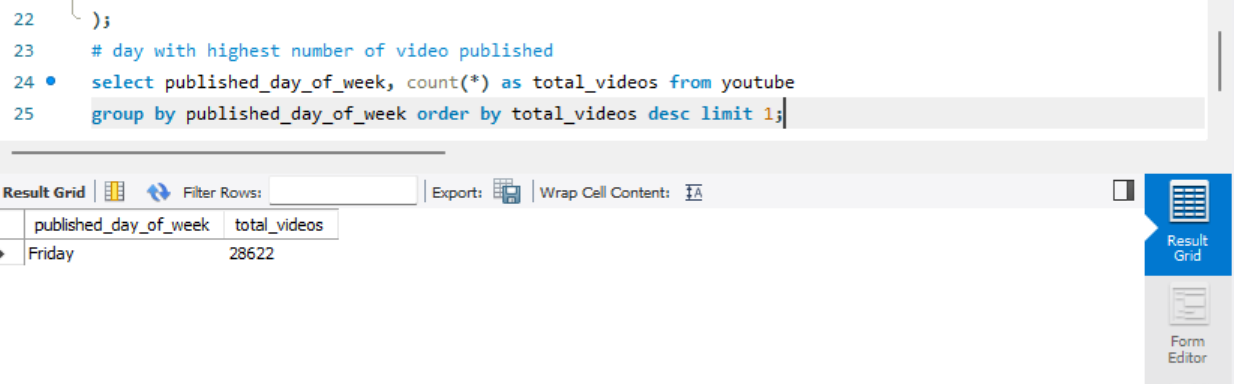 22 );
23 # day with highest number of video published
24 select published_day_of_week, count(*) as total_videos from youtube
25 group by published_day_of_week order by total_videos desc limit 1;
Result Grid Filter Rows: Export: Wrap Cell Content: IA
published_day_of_week total_videos
Friday 28622
Result
Grid
Form
Editor